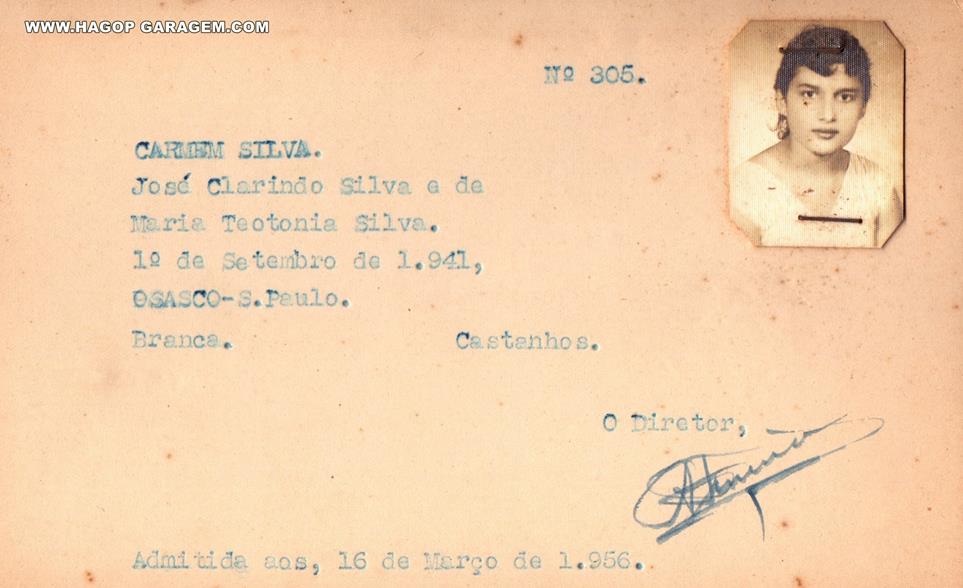 WWW.HAGOP GARAGEM.COM
Nº 305.
CARMEM SILVA.
José Clarindo Silva e de
Maria Teotonia Silva.
1º de Setembro de 1.941,
OSASCO-S.Paulo.
Branca. Castanhos.
O Diretor,
Admitida aos, 16 de Março de 1.956.